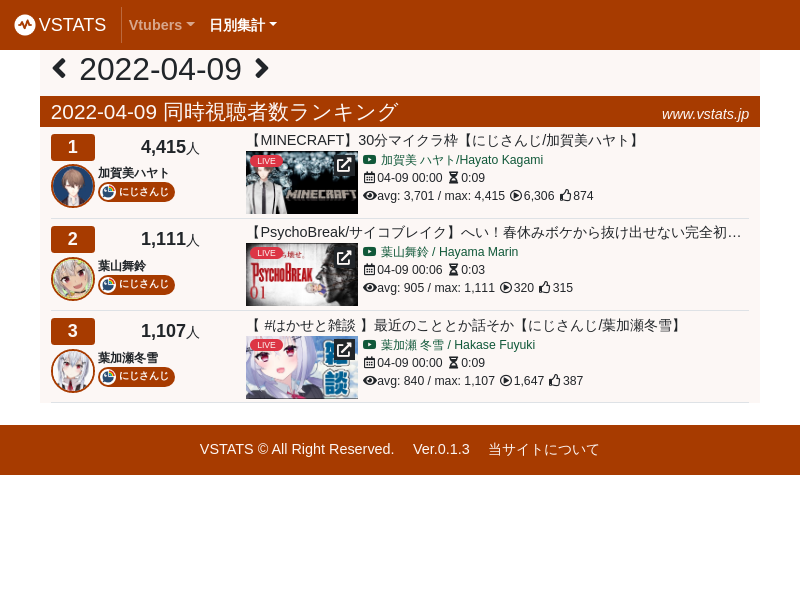 VSTATS Vtubers 日別集計
2022-04-09
2022-04-09 同時視聴者数ランキング www.vstats.jp
1 4,415人
加賀美ハヤト
にじさんじ
【MINECRAFT】30分マイクラ枠【にじさんじ/加賀美ハヤト】
LIVE
MINECRAFT
加賀美 ハヤト/Hayato Kagami
04-09 00:00 0:09
avg: 3,701 / max: 4,415 6,306 874
2 1,111人
葉山舞鈴
にじさんじ
【PsychoBreak/サイコブレイク】へい！春休みボケから抜け出せない完全初…
LIVE
PSYCHOBREAK
01
葉山舞鈴 / Hayama Marin
04-09 00:06 0:03
avg: 905 / max: 1,111 320 315
3 1,107人
葉加瀬冬雪
にじさんじ
【 #はかせと雑談 】最近のこととか話そか【にじさんじ/葉加瀬冬雪】
LIVE
雑談
葉加瀬 冬雪 / Hakase Fuyuki
04-09 00:00 0:09
avg: 840 / max: 1,107 1,647 387
VSTATS © All Right Reserved. Ver.0.1.3 当サイトについて